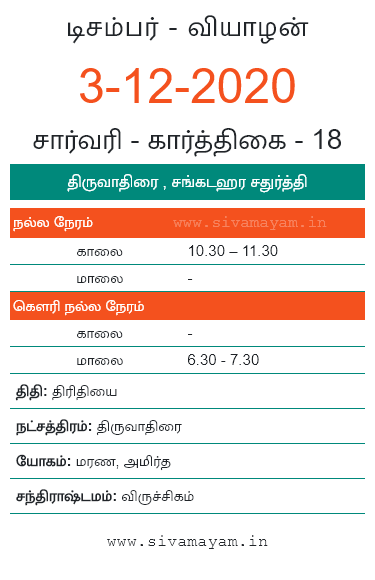 டிசம்பர் - வியாழன்
3-12-2020
சார்வரி - கார்த்திகை - 18
திருவாதிரை , சங்கடஹர சதுர்த்தி
நல்ல நேரம் www.sivamayam.in
காலை 10.30 – 11.30
மாலை -
கௌரி நல்ல நேரம்
காலை -
மாலை 6.30 - 7.30
திதி: திரிதியை
நட்சத்திரம்: திருவாதிரை
யோகம்: மரண, அமிர்த
சந்திராஷ்டமம்: விருச்சிகம்
www.sivamayam.in